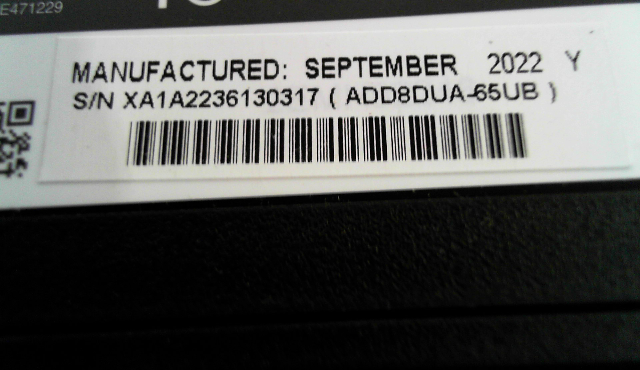 E471229
MANUFACTURED: SEPTEMBER 2022 Y
S/N XA1A2236130317 ( ADD8DUA-65UB )